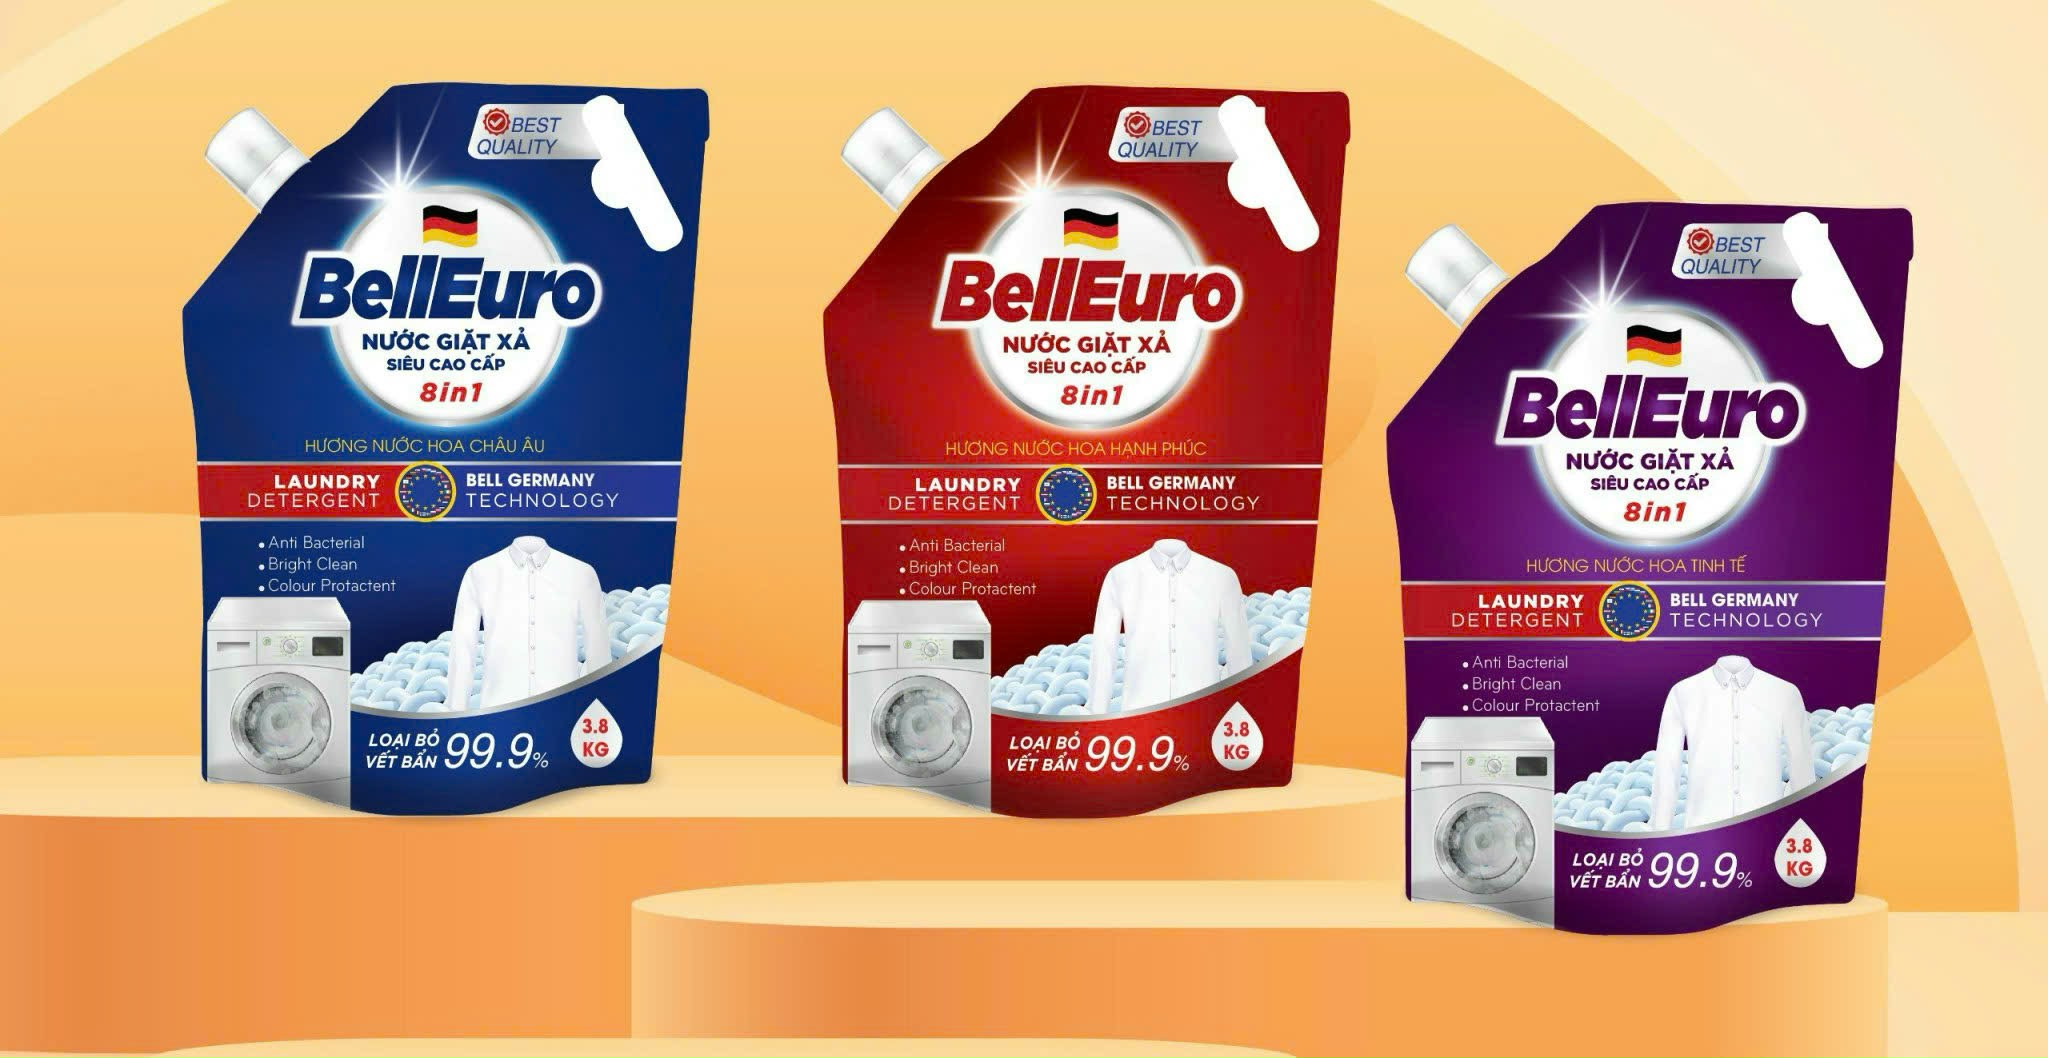 BEST
QUALITY
BellEuro
NƯỚC GIẶT XẢ
SIÊU CAO CẤP
8in1
HƯƠNG NƯỚC HOA CHÂU ÂU
LAUNDRY
DETERGENT
BELL GERMANY
TECHNOLOGY
Anti Bacterial
Bright Clean
Colour Protactent
LOẠI BỎ
VẾT BẨN 99.9%
3.8
KG
BEST
QUALITY
BellEuro
NƯỚC GIẶT XẢ
SIÊU CAO CẤP
8in1
HƯƠNG NƯỚC HOA HẠNH PHÚC
LAUNDRY
DETERGENT
BELL GERMANY
TECHNOLOGY
Anti Bacterial
Bright Clean
Colour Protactent
LOẠI BỎ
VẾT BẨN 99.9%
3.8
KG
BEST
QUALITY
BellEuro
NƯỚC GIẶT XẢ
SIÊU CAO CẤP
8in1
HƯƠNG NƯỚC HOA TINH TẾ
LAUNDRY
DETERGENT
BELL GERMANY
TECHNOLOGY
Anti Bacterial
Bright Clean
Colour Protactent
LOẠI BỎ
VẾT BẨN 99.9%
3.8
KG